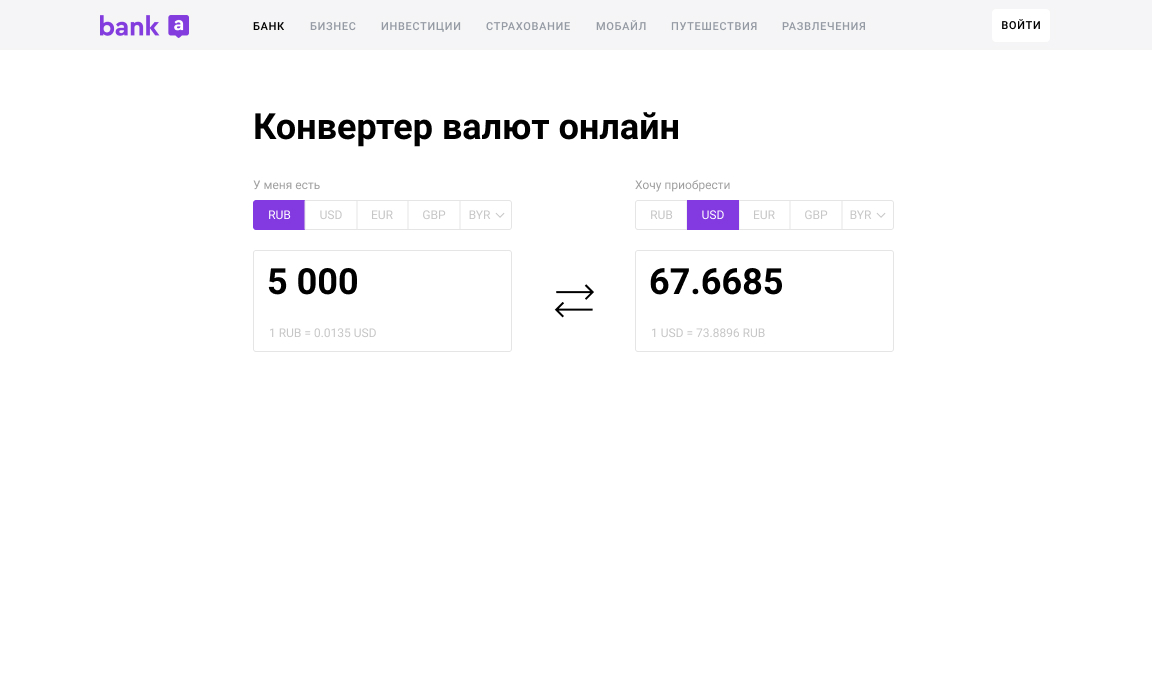 bank a
БАНК БИЗНЕС ИНВЕСТИЦИИ СТРАХОВАНИЕ МОБАЙЛ ПУТЕШЕСТВИЯ РАЗВЛЕЧЕНИЯ
ВОЙТИ
Конвертер валют онлайн
У меня есть
RUB USD EUR GBP BYR
5 000
1 RUB = 0.0135 USD
Хочу приобрести
RUB USD EUR GBP BYR
67.6685
1 USD = 73.8896 RUB